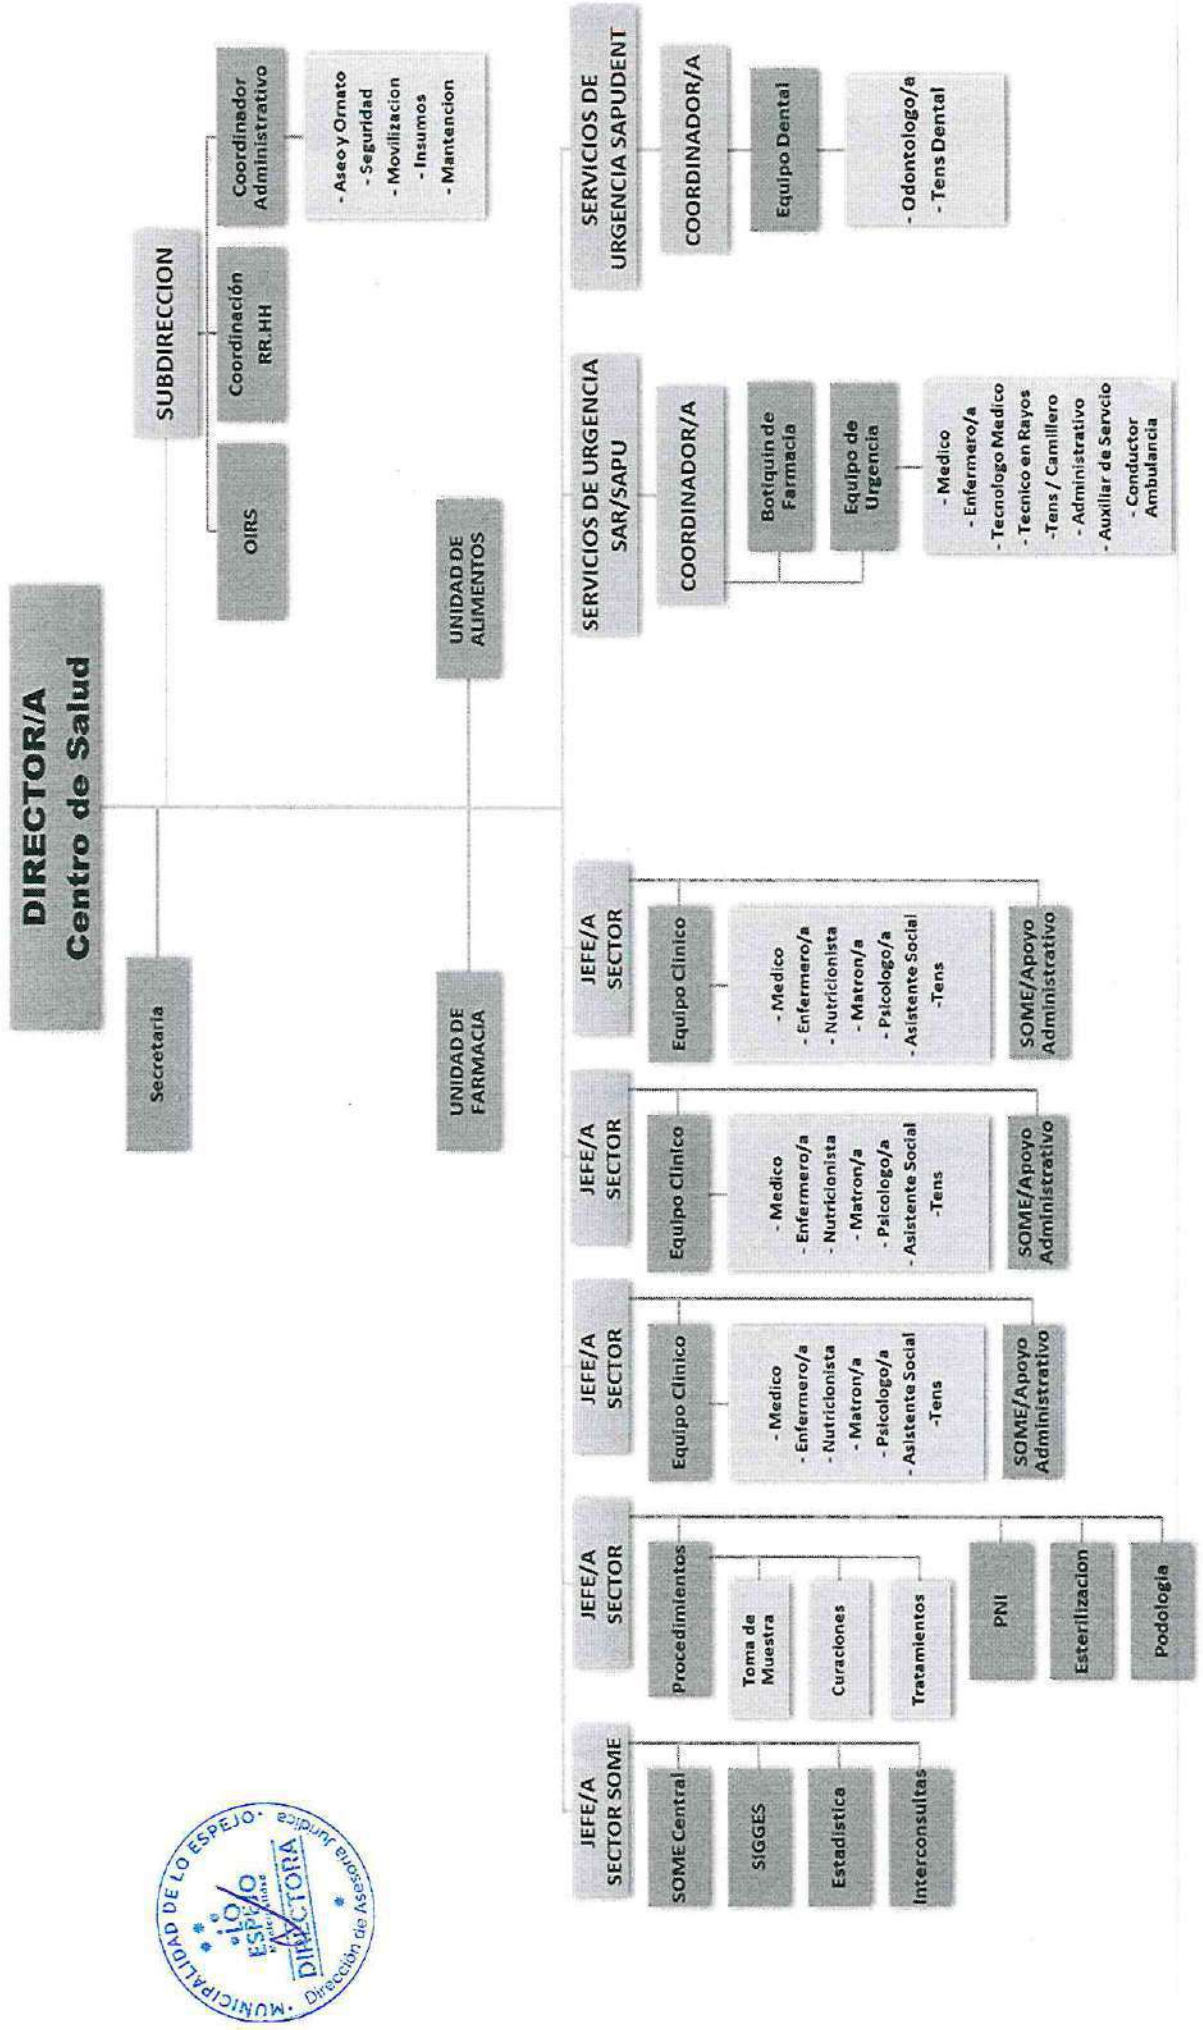 DIRECTOR/A
Centro de Salud
Secretaria
SUBDIRECCION
OIRS
Coordinación
RR.HH
Coordinador
Administrativo
- Aseo y Ornato
- Seguridad
- Movilizacion
- Insumos
- Mantencion
UNIDAD DE
FARMACIA
UNIDAD DE
ALIMENTOS
JEFE/A
SECTOR SOME
SOME Central
SIGGES
Estadistica
Interconsultas
JEFE/A
SECTOR
Procedimientos
Toma de
Muestra
Curaciones
Tratamientos
PNI
Esterilizacion
Podologia
JEFE/A
SECTOR
Equipo Clinico
- Medico
- Enfermero/a
- Nutricionista
- Matron/a
- Psicologo/a
- Asistente Social
-Tens
SOME/Apoyo
Administrativo
JEFE/A
SECTOR
Equipo Clinico
- Medico
- Enfermero/a
- Nutricionista
- Matron/a
- Psicologo/a
- Asistente Social
-Tens
SOME/Apoyo
Administrativo
JEFE/A
SECTOR
Equipo Clinico
- Medico
- Enfermero/a
- Nutricionista
- Matron/a
- Psicologo/a
- Asistente Social
-Tens
SOME/Apoyo
Administrativo
SERVICIOS DE URGENCIA
SAR/SAPU
COORDINADOR/A
Botiquin de
Farmacia
Equipo de
Urgencia
- Medico
- Enfermero/a
- Tecnologo Medico
- Tecnico en Rayos
-Tens / Camillero
- Administrativo
- Auxiliar de Servcio
- Conductor
Ambulancia
SERVICIOS DE
URGENCIA SAPUDENT
COORDINADOR/A
Equipo Dental
- Odontologo/a
- Tens Dental
MUNICIPALIDAD DE LO ESPEJO
LO
ESPEJO
DIRECTORA
Dirección de Asesoria Juridica